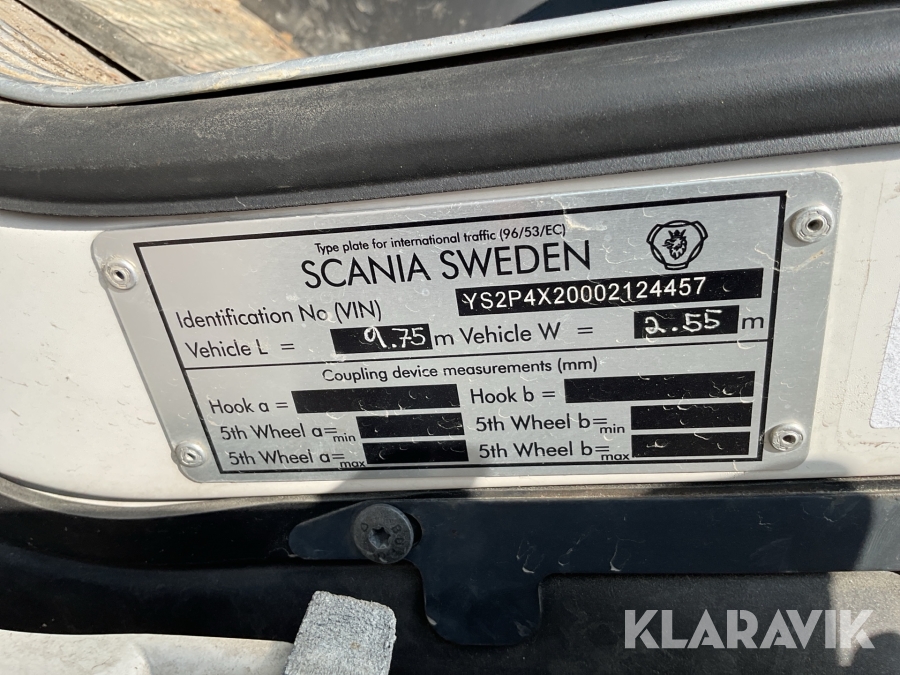 Type plate for international traffic (96/53/EC)
SCANIA SWEDEN
Identification No (VIN) YS2P4X20002124457
Vehicle L = 9.75 m Vehicle W = 2.55 m
Coupling device measurements (mm)
Hook a = Hook b =
5th Wheel a=min 5th Wheel b=min
5th Wheel a=max 5th Wheel b=max
KLARAVIK